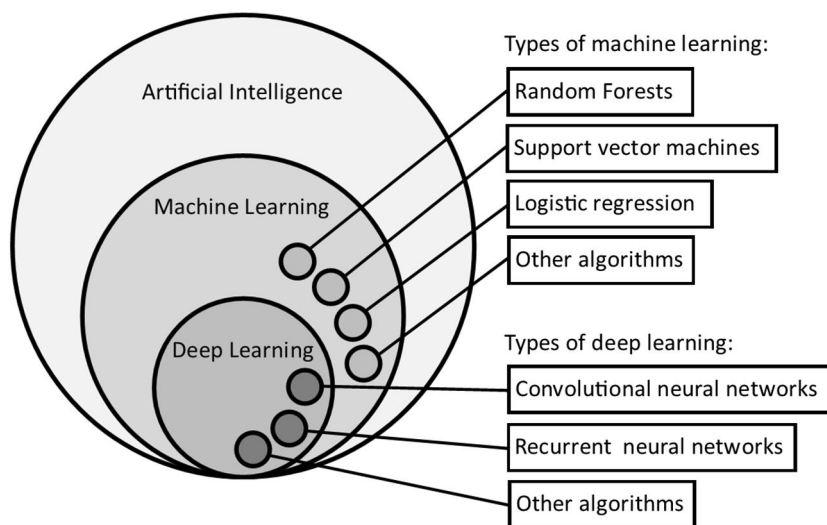 Artificial Intelligence
Machine Learning
Deep Learning
Types of machine learning:
Random Forests
Support vector machines
Logistic regression
Other algorithms
Types of deep learning:
Convolutional neural networks
Recurrent neural networks
Other algorithms